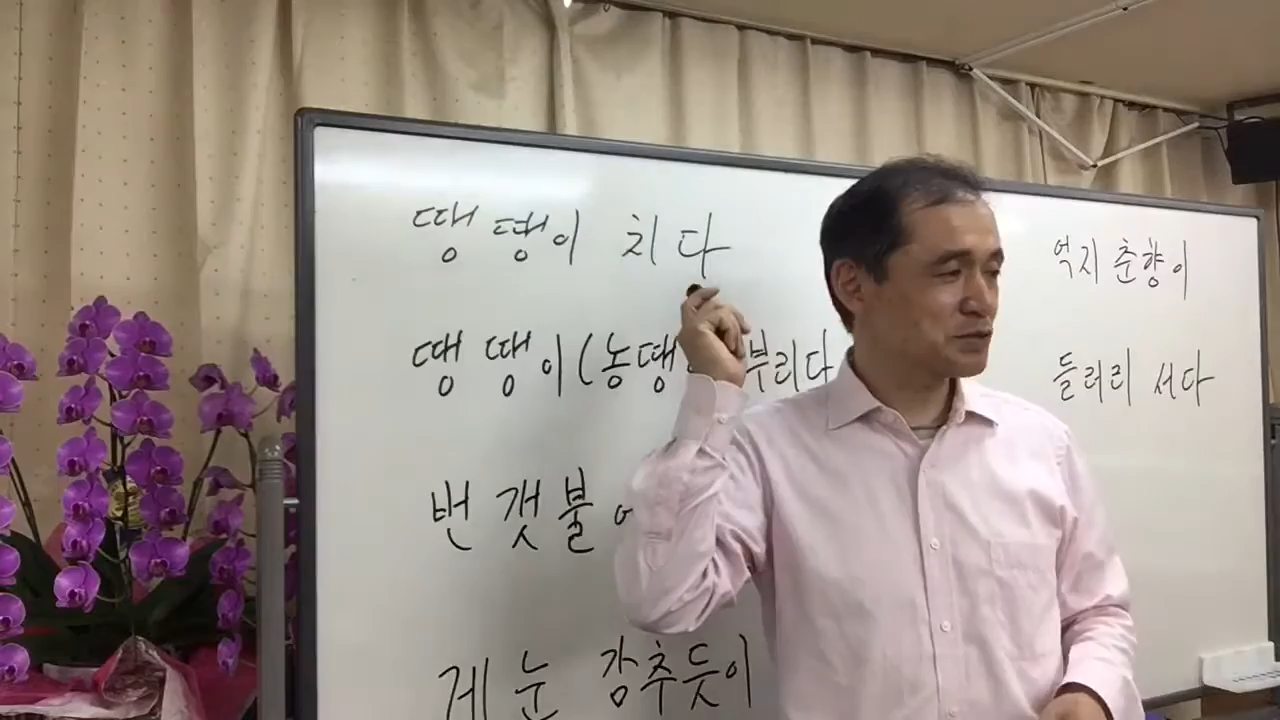 땡땡이 치다
땡땡이(농땡 부리다
번갯불
게눈 감추듯이
억지 춘향이
들러리 서다